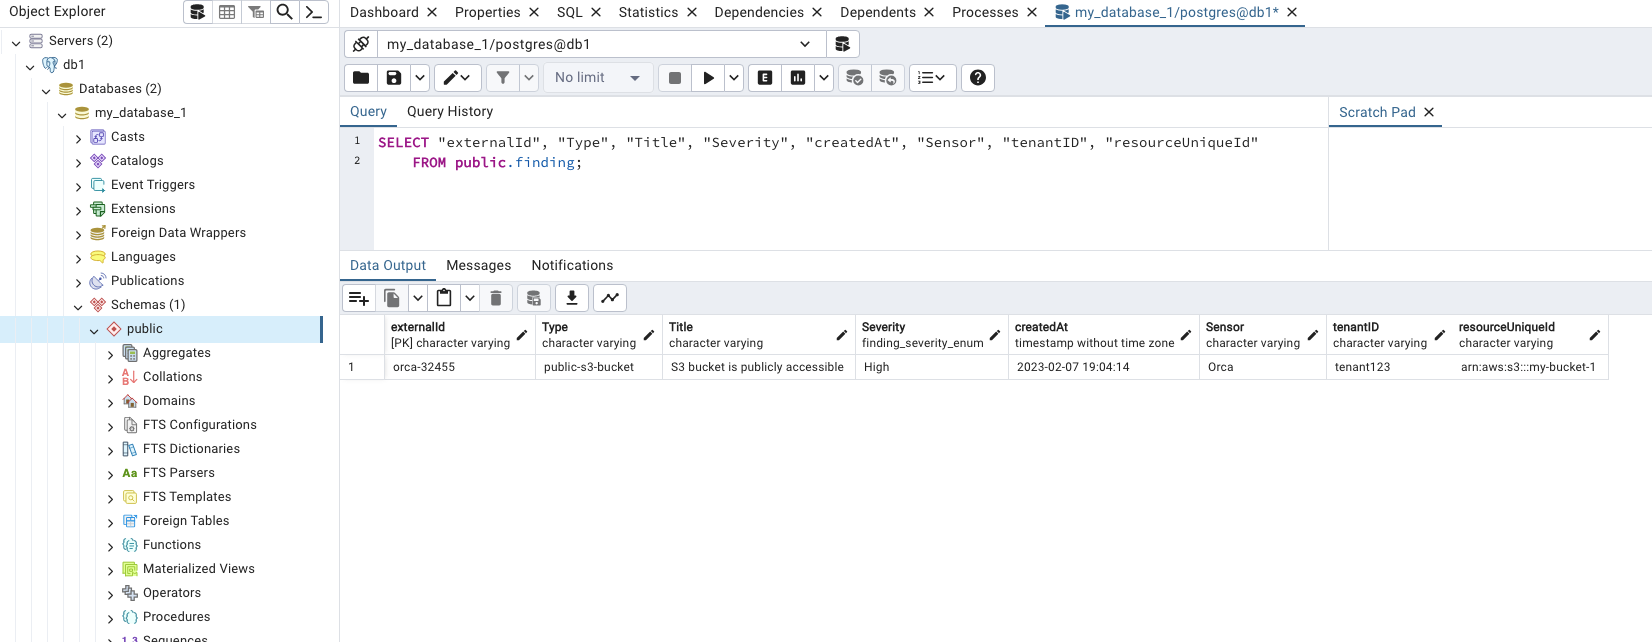 Object Explorer
Dashboard Properties SQL Statistics Dependencies Dependents Processes my_database_1/postgres@db1*
Servers (2)
db1
Databases (2)
my_database_1
Casts
Catalogs
Event Triggers
Extensions
Foreign Data Wrappers
Languages
Publications
Schemas (1)
public
Aggregates
Collations
Domains
FTS Configurations
FTS Dictionaries
Aa FTS Parsers
FTS Templates
Foreign Tables
Functions
Materialized Views
Operators
Procedures
1..3 Sequences
my_database_1/postgres@db1
No limit
E
Query Query History
Scratch Pad
1 SELECT "externalId", "Type", "Title", "Severity", "createdAt", "Sensor", "tenantID", "resourceUniqueId"
2 FROM public.finding;
Data Output Messages Notifications
externalId Type Title Severity createdAt Sensor tenantID resourceUniqueId
[PK] character varying character varying character varying finding_severity_enum timestamp without time zone character varying character varying character varying
1 orca-32455 public-s3-bucket S3 bucket is publicly accessible High 2023-02-07 19:04:14 Orca tenant123 arn:aws:s3:::my-bucket-1